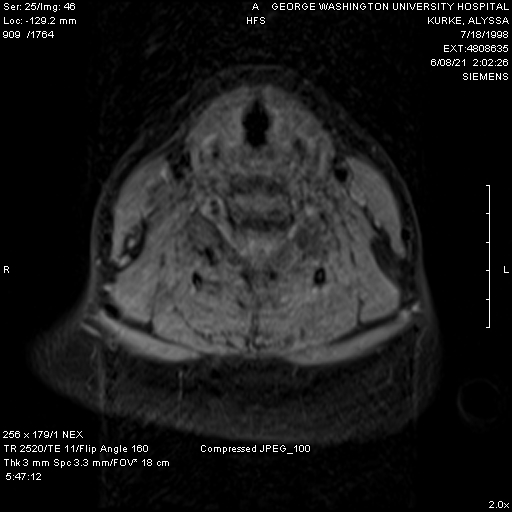 Ser: 25/Img: 46
Loc: -129.2 mm
909 /1764
A
HFS
GEORGE WASHINGTON UNIVERSITY HOSPITAL
KURKE, ALYSSA
7/18/1998
EXT:4808635
6/08/21 2:02:26
SIEMENS
R
L
256 x 179/1 NEX
TR 2520/TE 11/Flip Angle 160
Thk 3 mm Spc 3.3 mm/FOV* 18 cm
5:47:12
Compressed JPEG_100
2.0x